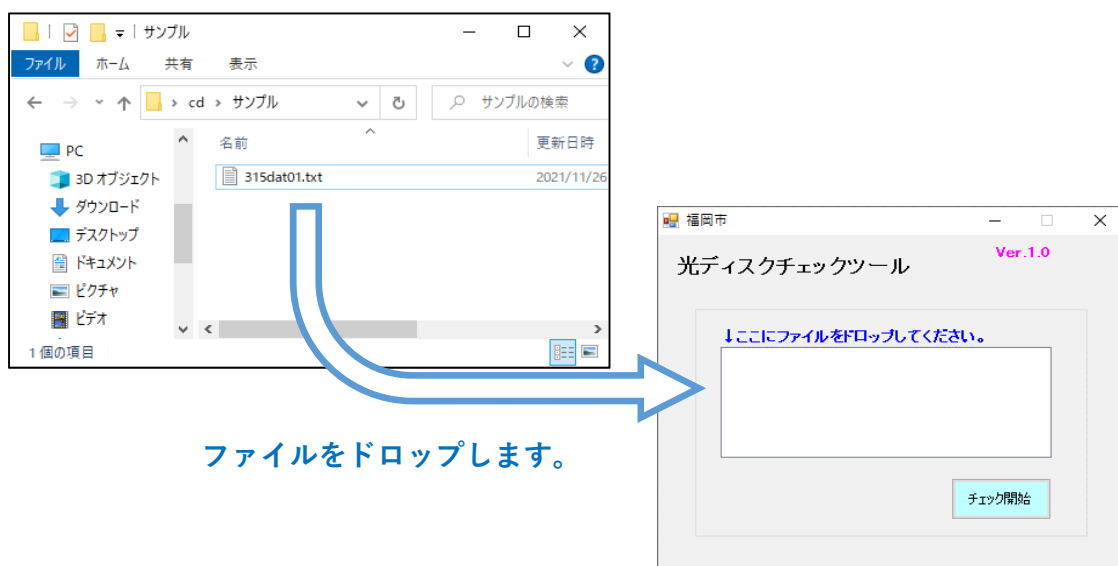 サンプル
ファイル ホーム 共有 表示
cd › サンプル サンプルの検索
PC
3D オブジェクト
ダウンロード
デスクトップ
ドキュメント
ピクチャ
ビデオ
名前 更新日時
315dat01.txt 2021/11/26
1 個の項目
ファイルをドロップします。
福岡市
光ディスクチェックツール
Ver.1.0
↓ここにファイルをドロップしてください。
チェック開始